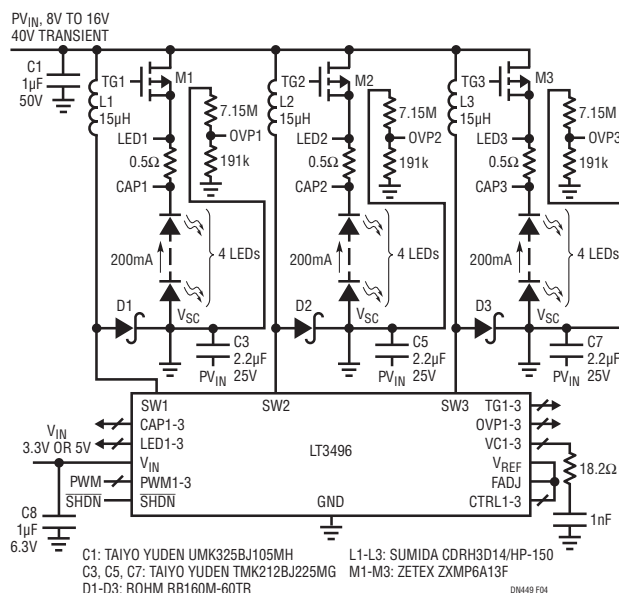 PVIN, 8V TO 16V
40V TRANSIENT
C1
1µF
50V
L1
15µH
TG1
M1
LED1
0.5Ω
CAP1
7.15M
OVP1
191k
200mA
4 LEDs
D1
VSC
C3
2.2µF
25V
PVIN
L2
15µH
TG2
M2
LED2
0.5Ω
CAP2
7.15M
OVP2
191k
200mA
4 LEDs
D2
VSC
C5
2.2µF
25V
PVIN
L3
15µH
TG3
M3
LED3
0.5Ω
CAP3
7.15M
OVP3
191k
200mA
4 LEDs
D3
VSC
C7
2.2µF
25V
PVIN
SW1
SW2
SW3
CAP1-3
LED1-3
VIN
3.3V OR 5V
VIN
PWM
PWM1-3
SHDN
SHDN
LT3496
GND
TG1-3
OVP1-3
VC1-3
VREF
FADJ
CTRL1-3
18.2Ω
1nF
C8
1µF
6.3V
C1: TAIYO YUDEN UMK325BJ105MH
C3, C5, C7: TAIYO YUDEN TMK212BJ225MG
D1-D3: ROHM RB160M-60TR
L1-L3: SUMIDA CDRH3D14/HP-150
M1-M3: ZETEX ZXMP6A13F
DN449 F04